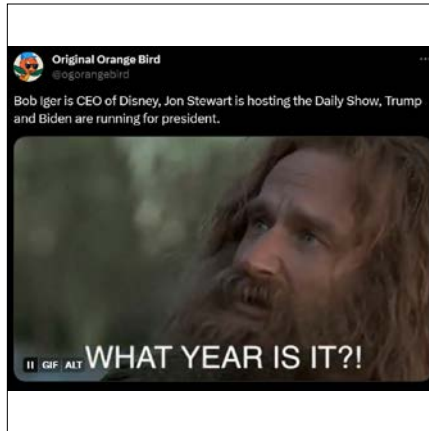 Original Orange Bird
@ogorangebird
Bob Iger is CEO of Disney, Jon Stewart is hosting the Daily Show, Trump
and Biden are running for president.
GIF ALT WHAT YEAR IS IT?!